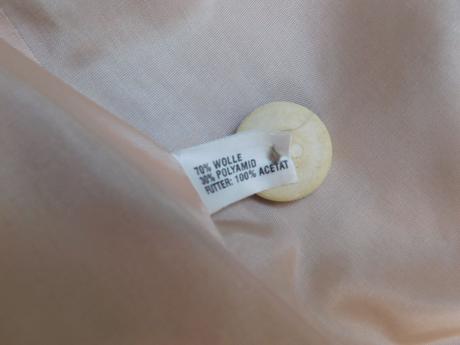 70% WOLLE
30% POLYAMID
FUTTER: 100% ACETAT